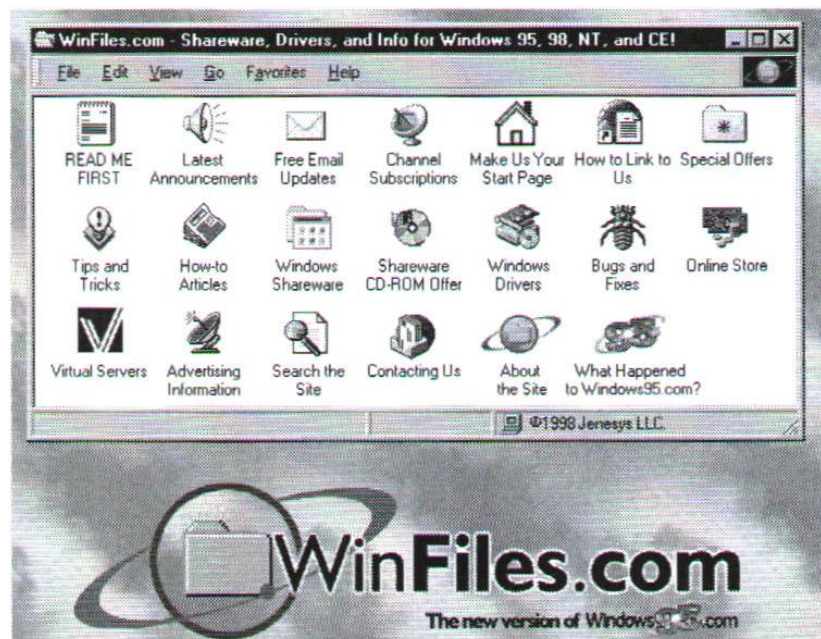 WinFiles.com - Shareware, Drivers, and Info for Windows 95, 98, NT, and CE!
File Edit View Go Favorites Help
READ ME FIRST
Latest Announcements
Free Email Updates
Channel Subscriptions
Make Us Your Start Page
How to Link to Us
Special Offers
Tips and Tricks
How-to Articles
Windows Shareware
Shareware CD-ROM Offer
Windows Drivers
Bugs and Fixes
Online Store
Virtual Servers
Advertising Information
Search the Site
Contacting Us
About the Site
What Happened to Windows95.com?
©1998 Jenesys LLC.
WinFiles.com
The new version of Windows95.com